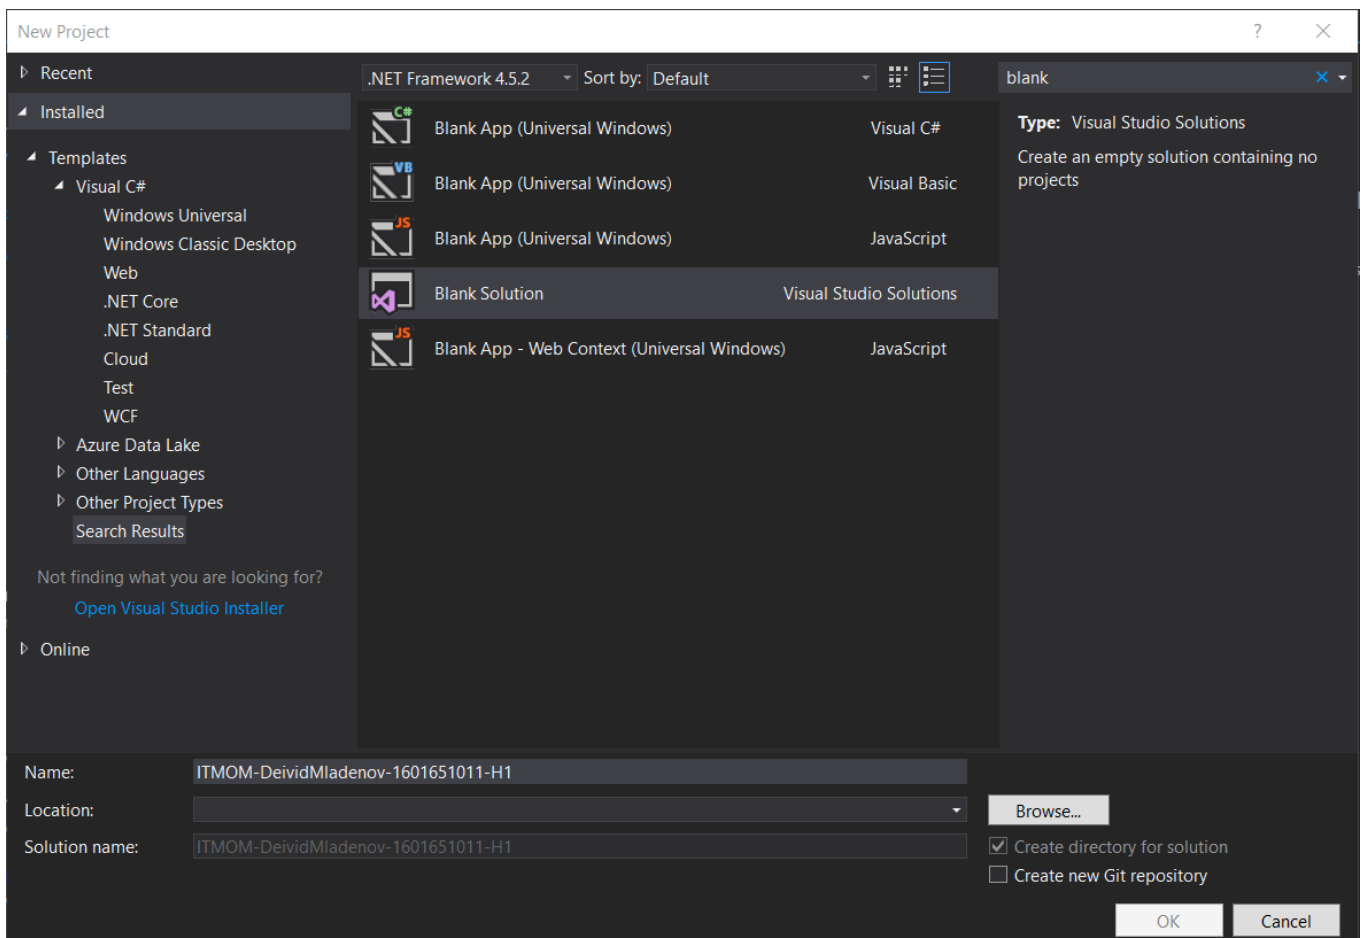 New Project
?
Recent
Installed
Templates
Visual C#
Windows Universal
Windows Classic Desktop
Web
.NET Core
.NET Standard
Cloud
Test
WCF
Azure Data Lake
Other Languages
Other Project Types
Search Results
Not finding what you are looking for?
Open Visual Studio Installer
Online
.NET Framework 4.5.2 Sort by: Default
C# Blank App (Universal Windows) Visual C#
VB Blank App (Universal Windows) Visual Basic
JS Blank App (Universal Windows) JavaScript
Blank Solution Visual Studio Solutions
JS Blank App - Web Context (Universal Windows) JavaScript
blank
Type: Visual Studio Solutions
Create an empty solution containing no
projects
Name: ITMOM-DeividMladenov-1601651011-H1
Location:
Browse...
Solution name: ITMOM-DeividMladenov-1601651011-H1
Create directory for solution
Create new Git repository
OK Cancel